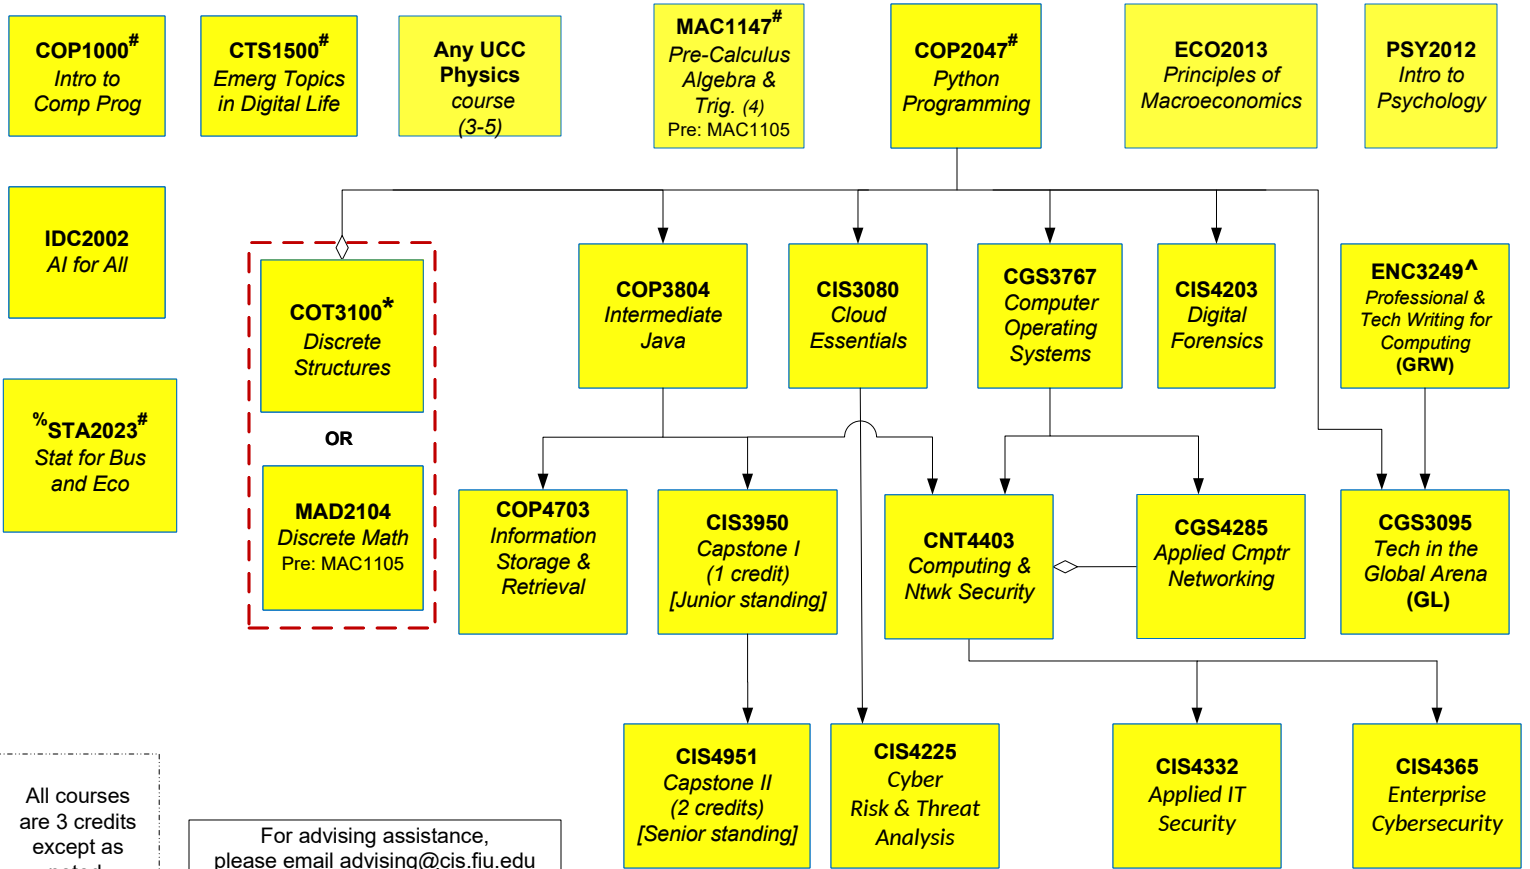 COP1000#
Intro to
Comp Prog
CTS1500#
Emerg Topics
in Digital Life
Any UCC
Physics
course
(3-5)
MAC1147#
Pre-Calculus
Algebra &
Trig. (4)
Pre: MAC1105
COP2047#
Python
Programming
ECO2013
Principles of
Macroeconomics
PSY2012
Intro to
Psychology
IDC2002
AI for All
COT3100*
Discrete
Structures
OR
MAD2104
Discrete Math
Pre: MAC1105
COP3804
Intermediate
Java
CIS3080
Cloud
Essentials
CGS3767
Computer
Operating
Systems
CIS4203
Digital
Forensics
ENC3249^
Professional &
Tech Writing for
Computing
(GRW)
%STA2023#
Stat for Bus
and Eco
COP4703
Information
Storage &
Retrieval
CIS3950
Capstone I
(1 credit)
[Junior standing]
CNT4403
Computing &
Ntwk Security
CGS4285
Applied Cmptr
Networking
CGS3095
Tech in the
Global Arena
(GL)
CIS4951
Capstone II
(2 credits)
[Senior standing]
CIS4225
Cyber
Risk & Threat
Analysis
CIS4332
Applied IT
Security
CIS4365
Enterprise
Cybersecurity
All courses
are 3 credits
except as
For advising assistance,
please email advising@cis.fiu.edu